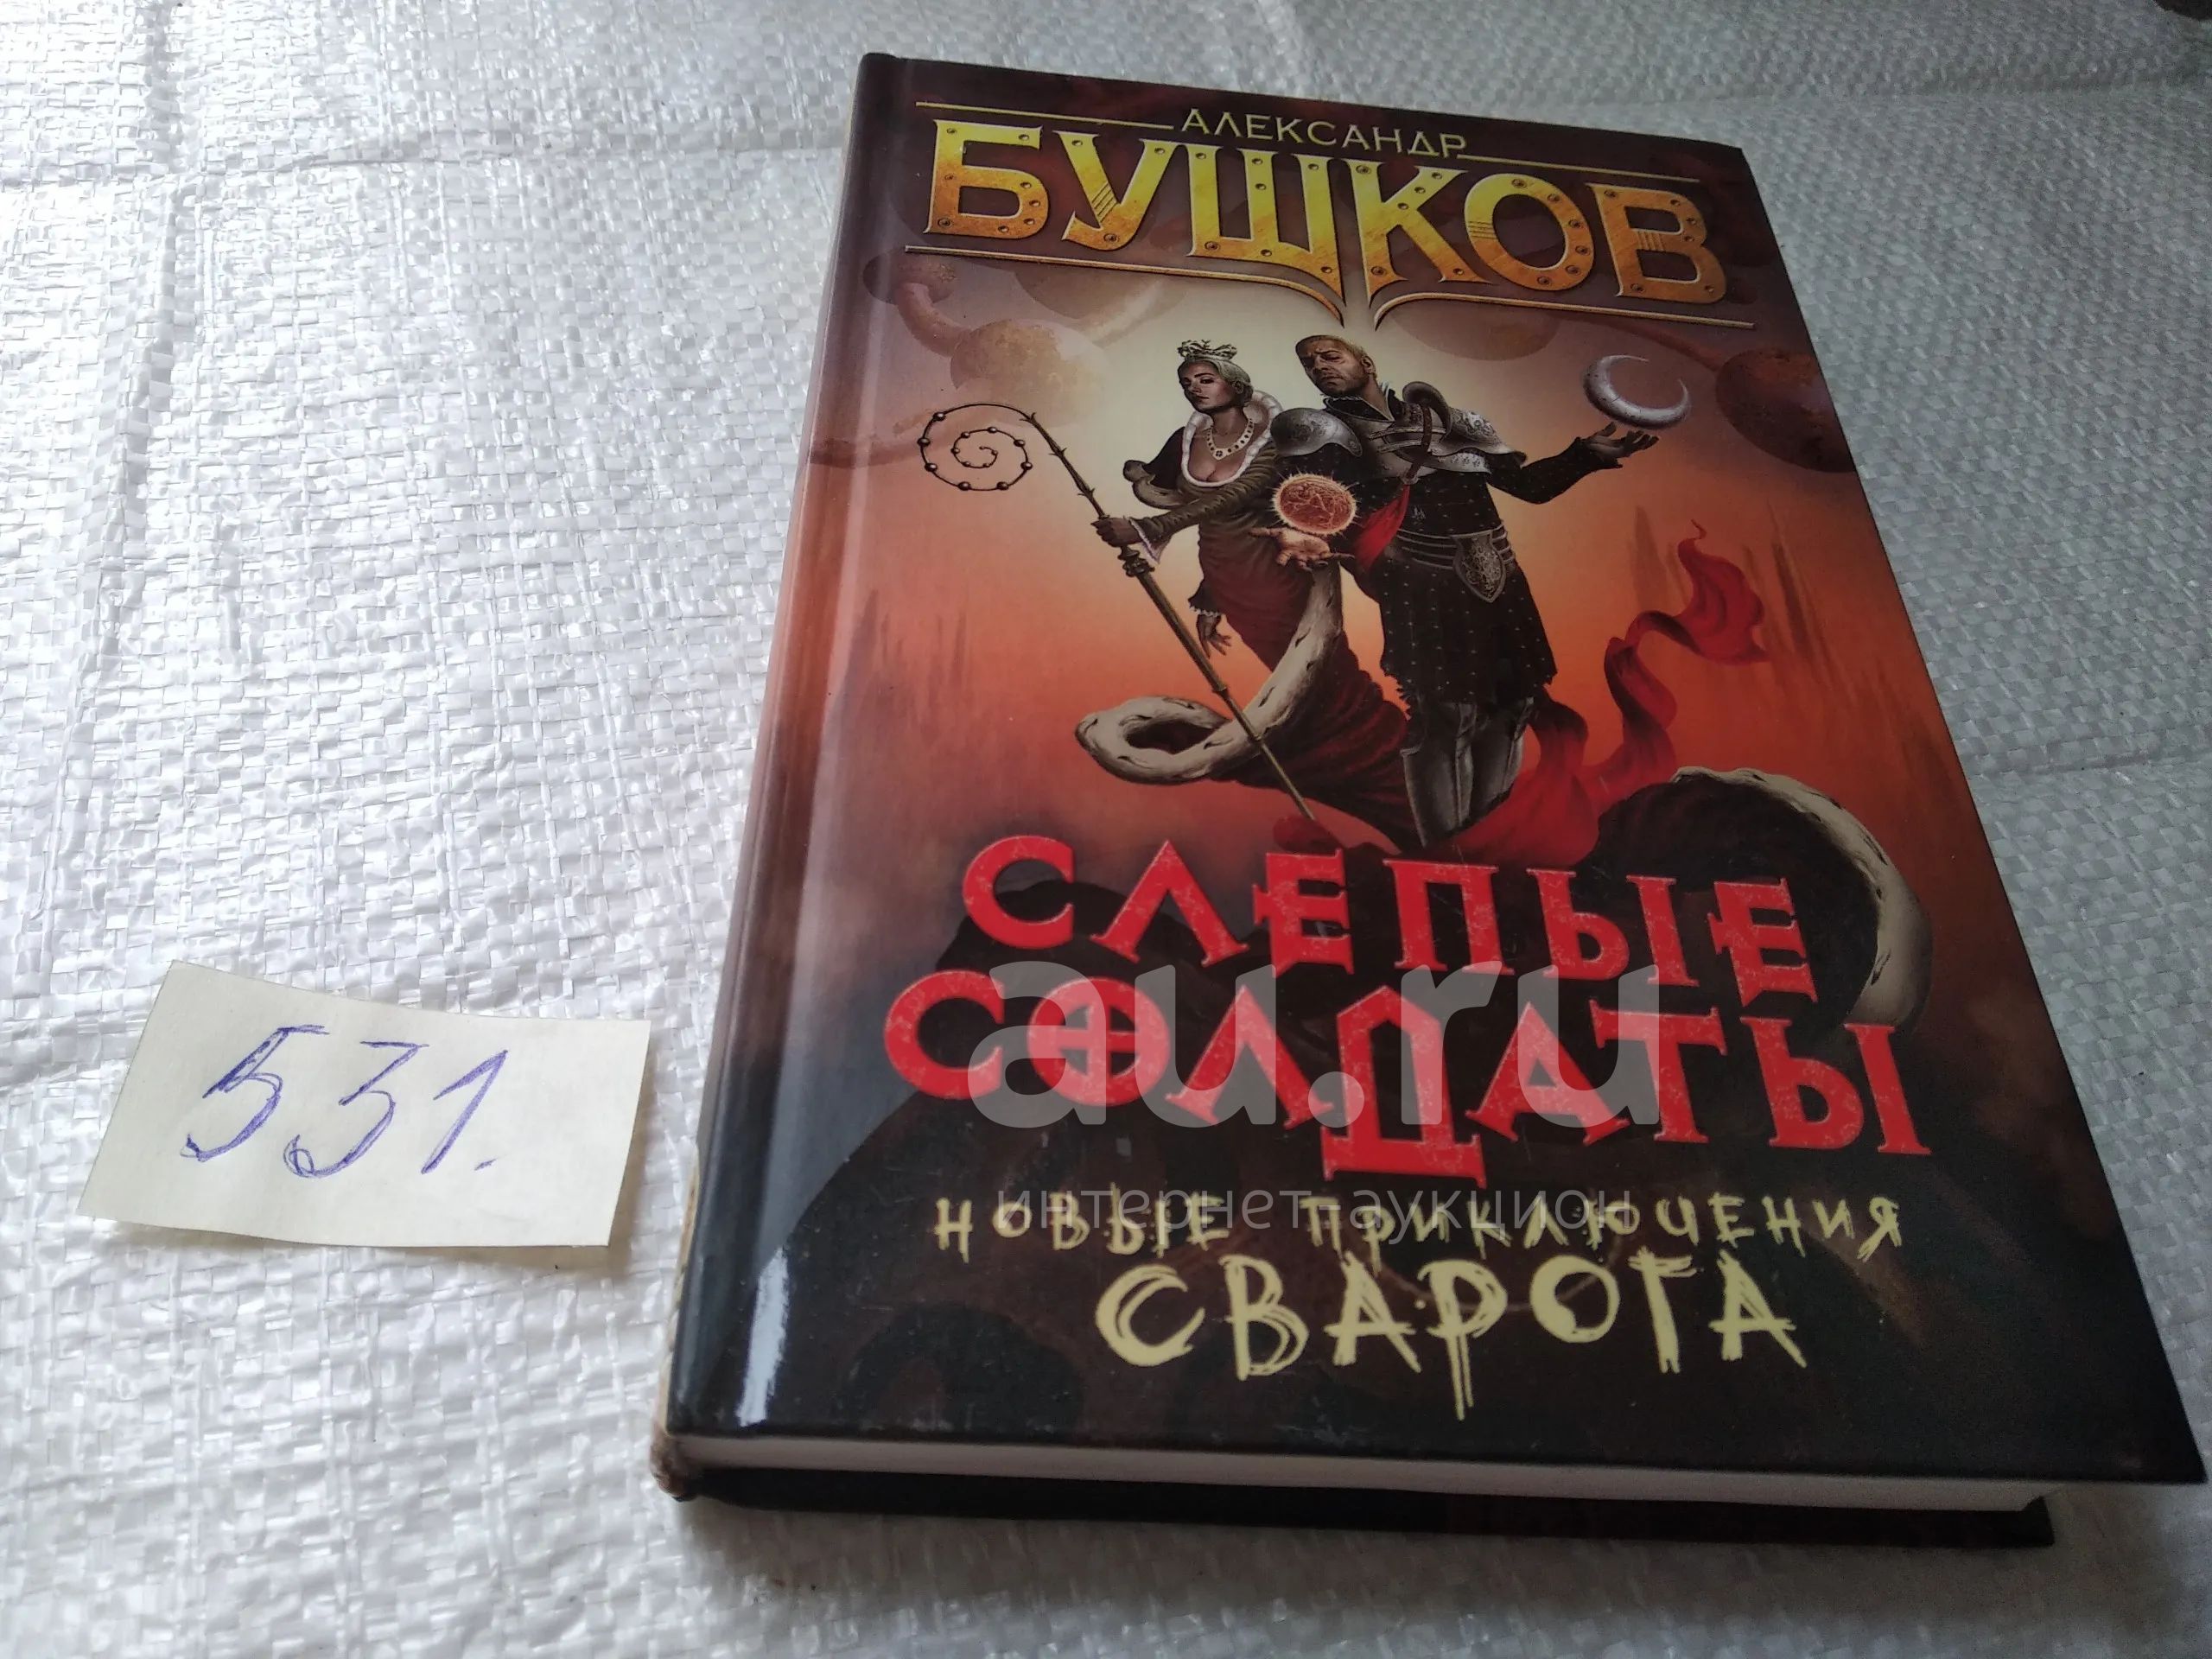 АЛЕКСАНДР
БУШКОВ
СЛЕПЫЕ
СОЛДАТЫ
au.ru
интернет-аукцион
НОВЫЕ ПРИКЛЮЧЕНИЯ
СВАРОГА
531.